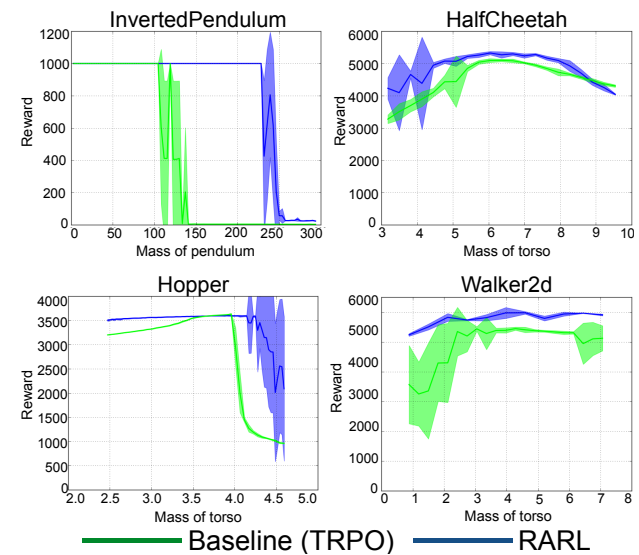 InvertedPendulum
1200
1000
800
600
400
200
0
Reward
0 50 100 150 200 250 300
Mass of pendulum
HalfCheetah
6000
5000
4000
3000
2000
1000
0
Reward
3 4 5 6 7 8 9 10
Mass of torso
Hopper
4000
3500
3000
2500
2000
1500
1000
500
0
Reward
2.0 2.5 3.0 3.5 4.0 4.5 5.0
Mass of torso
Walker2d
6000
5000
4000
3000
2000
1000
0
Reward
0 1 2 3 4 5 6 7 8
Mass of torso
Baseline (TRPO) RARL